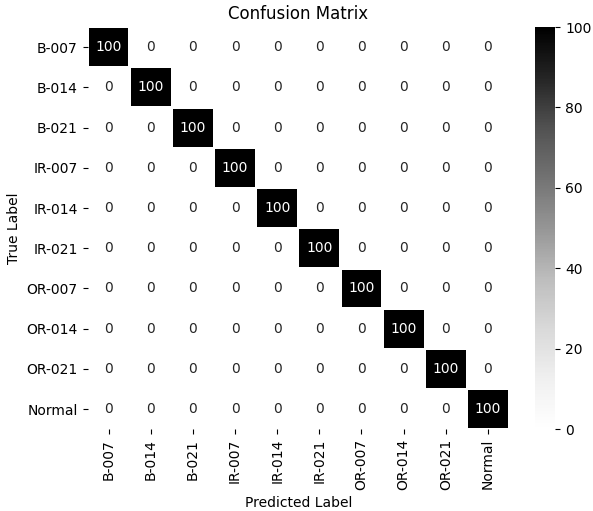 Confusion Matrix
B-007 100 0 0 0 0 0 0 0 0 0
B-014 0 100 0 0 0 0 0 0 0 0
B-021 0 0 100 0 0 0 0 0 0 0
IR-007 0 0 0 100 0 0 0 0 0 0
IR-014 0 0 0 0 100 0 0 0 0 0
IR-021 0 0 0 0 0 100 0 0 0 0
OR-007 0 0 0 0 0 0 100 0 0 0
OR-014 0 0 0 0 0 0 0 100 0 0
OR-021 0 0 0 0 0 0 0 0 100 0
Normal 0 0 0 0 0 0 0 0 0 100
True Label
B-007 B-014 B-021 IR-007 IR-014 IR-021 OR-007 OR-014 OR-021 Normal
Predicted Label
100
80
60
40
20
0